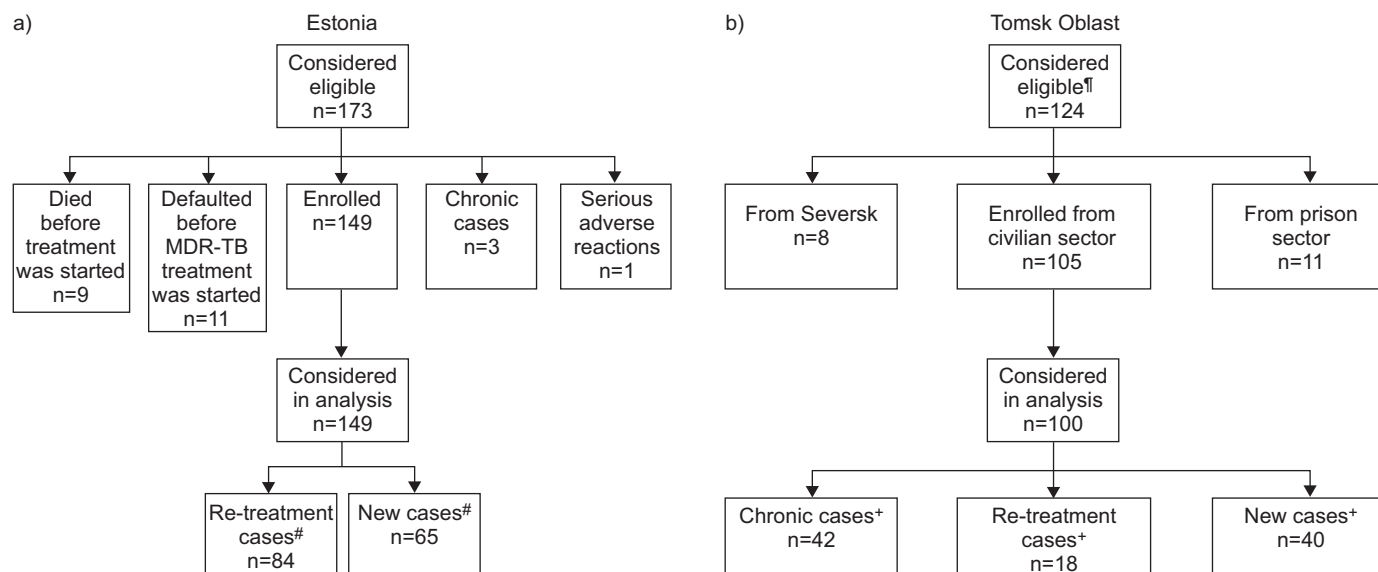 a)
Estonia
Considered
eligible
n=173
Died
before
treatment
was started
n=9
Defaulted
before
MDR-TB
treatment
was started
n=11
Enrolled
n=149
Chronic
cases
n=3
Serious
adverse
reactions
n=1
Considered
in analysis
n=149
Re-treatment
cases#
n=84
New cases#
n=65
b)
Tomsk Oblast
Considered
eligible¶
n=124
From Seversk
n=8
Enrolled from
civilian sector
n=105
From prison
sector
n=11
Considered
in analysis
n=100
Chronic cases+
n=42
Re-treatment
cases+
n=18
New cases+
n=40